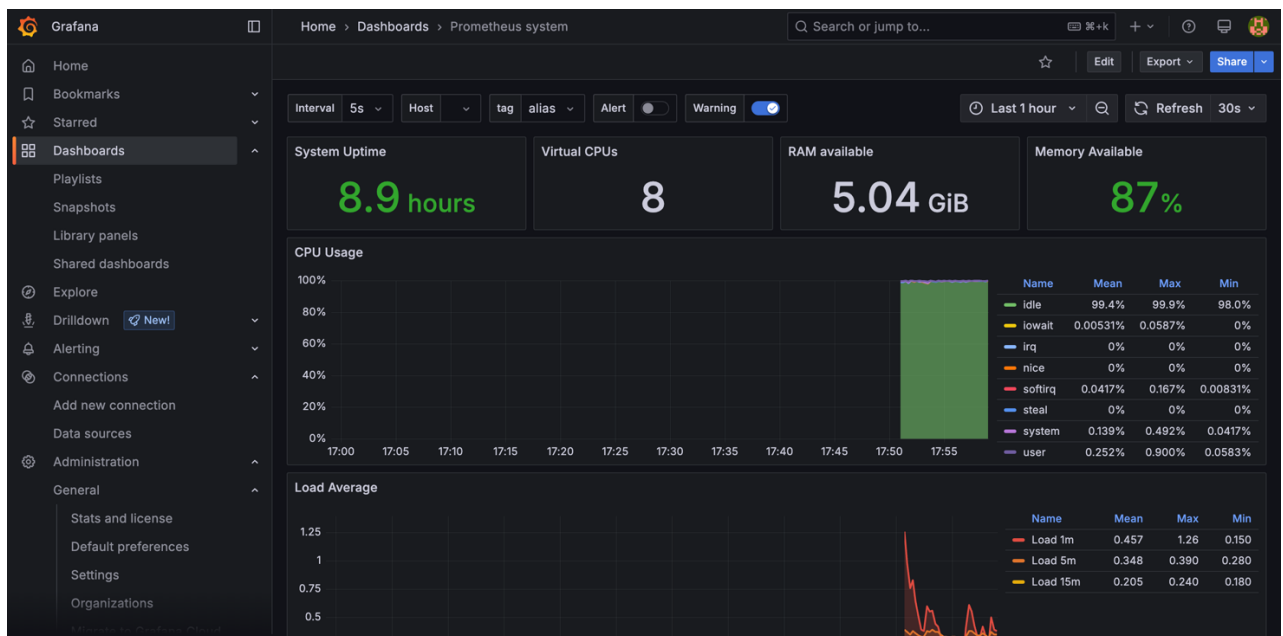 Grafana
Home › Dashboards › Prometheus system
Search or jump to...
⌘+k
Home
Bookmarks
Starred
Dashboards
Playlists
Snapshots
Library panels
Shared dashboards
Explore
Drilldown New!
Alerting
Connections
Add new connection
Data sources
Administration
General
Stats and license
Default preferences
Settings
Organizations
Migrate to Grafana Cloud
Edit
Export
Share
Interval 5s
Host
tag alias
Alert
Warning
Last 1 hour
Refresh 30s
System Uptime
8.9 hours
Virtual CPUs
8
RAM available
5.04 GiB
Memory Available
87%
CPU Usage
100%
80%
60%
40%
20%
0%
17:00 17:05 17:10 17:15 17:20 17:25 17:30 17:35 17:40 17:45 17:50 17:55
Name Mean Max Min
idle 99.4% 99.9% 98.0%
iowait 0.00531% 0.0587% 0%
irq 0% 0% 0%
nice 0% 0% 0%
softirq 0.0417% 0.167% 0.00831%
steal 0% 0% 0%
system 0.139% 0.492% 0.0417%
user 0.252% 0.900% 0.0583%
Load Average
1.25
1
0.75
0.5
Name Mean Max Min
Load 1m 0.457 1.26 0.150
Load 5m 0.348 0.390 0.280
Load 15m 0.205 0.240 0.180